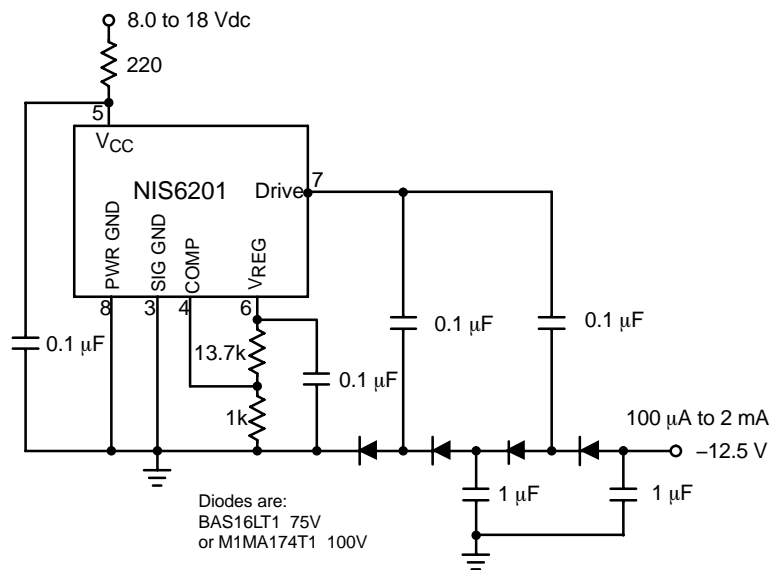 8.0 to 18 Vdc
220
5
VCC
NIS6201
Drive
7
PWR GND
SIG GND
COMP
VREG
8
3
4
6
0.1 μF
13.7k
0.1 μF
0.1 μF
0.1 μF
1k
100 μA to 2 mA
–12.5 V
1 μF
1 μF
Diodes are:
BAS16LT1 75V
or M1MA174T1 100V